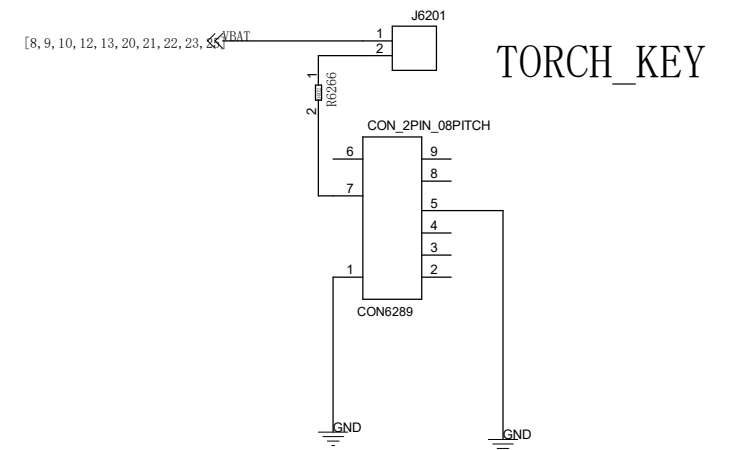 J6201
[8,9,10,12,13,20,21,22,23,25]
VBAT
1
2
TORCH_KEY
1
R6266
2
CON_2PIN_08PITCH
6
9
8
7
5
4
3
1
2
CON6289
GND
GND